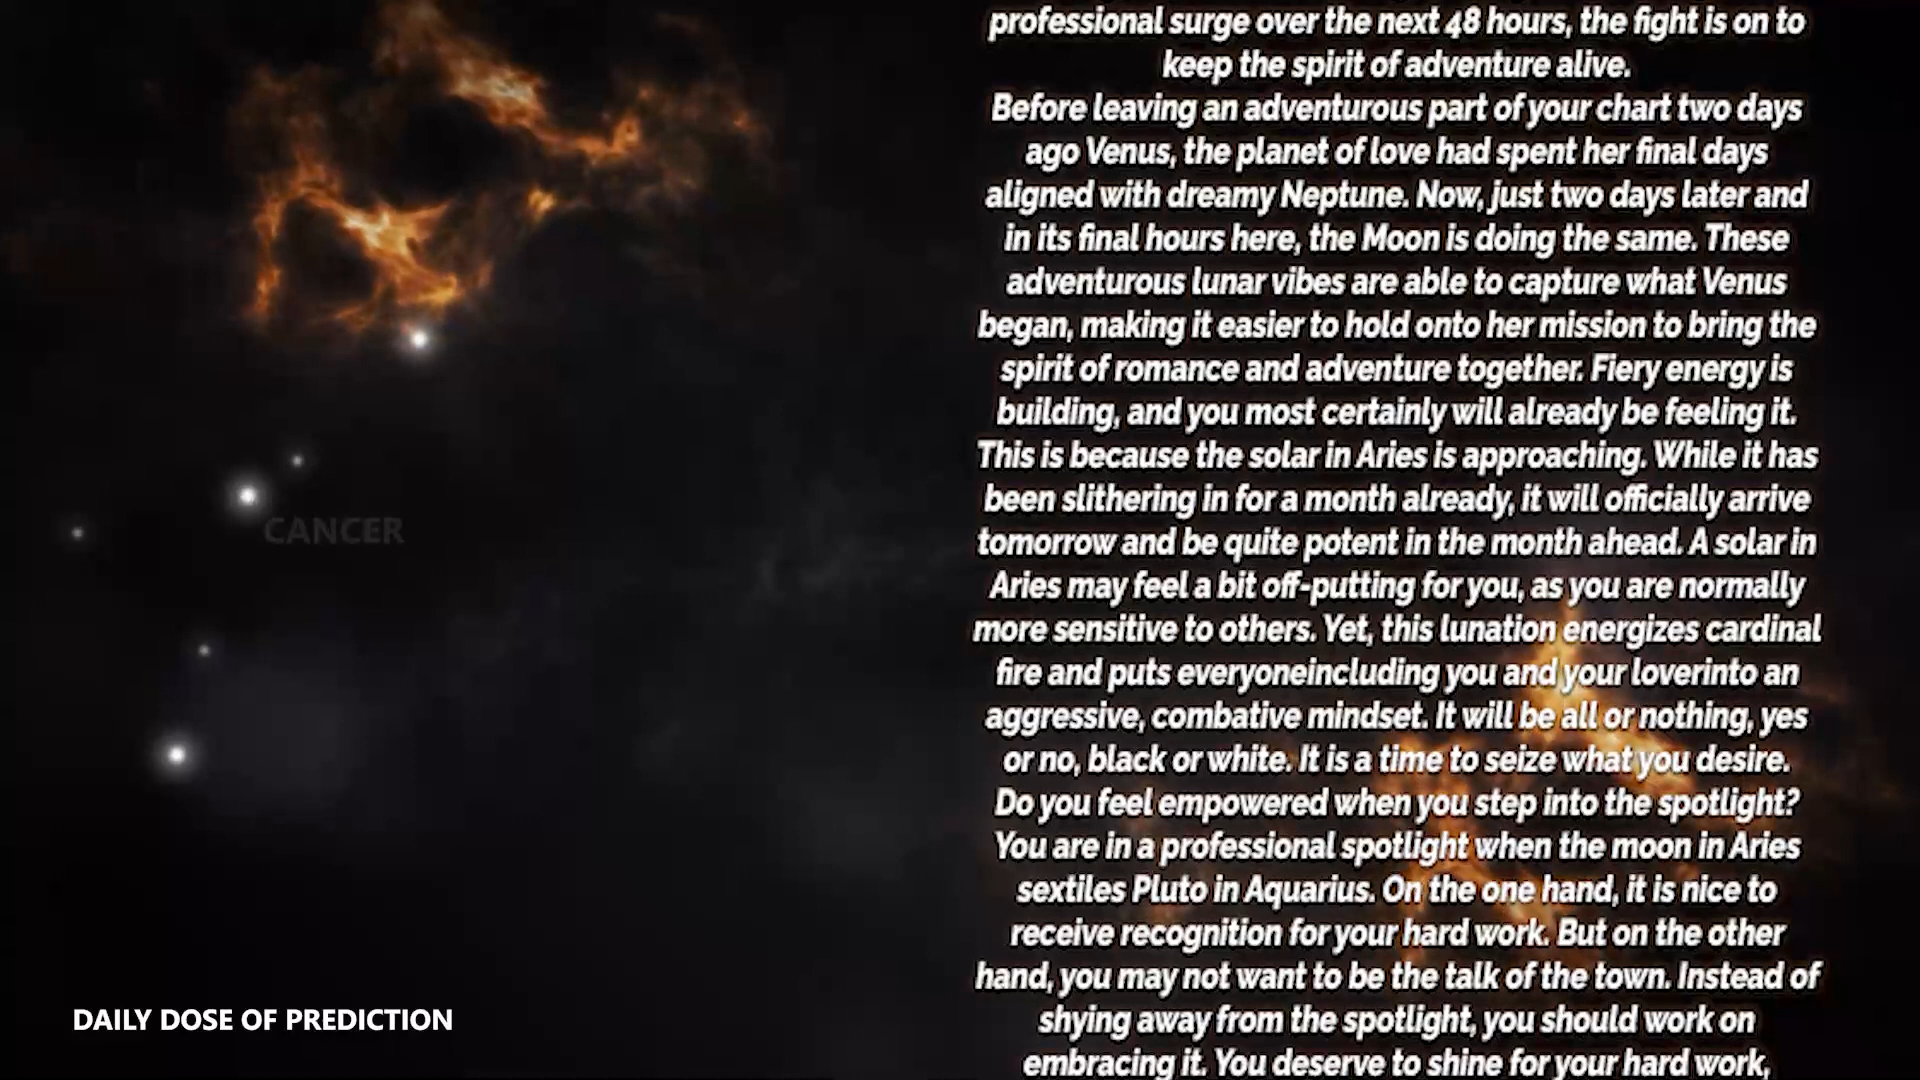 professional surge over the next 48 hours, the fight is on to
keep the spirit of adventure alive.
Before leaving an adventurous part of your chart two days
ago Venus, the planet of love had spent her final days
aligned with dreamy Neptune. Now, just two days later and
in its final hours here, the Moon is doing the same. These
adventurous lunar vibes are able to capture what Venus
began, making it easier to hold onto her mission to bring the
spirit of romance and adventure together. Fiery energy is
building, and you most certainly will already be feeling it.
This is because the solar in Aries is approaching. While it has
been slithering in for a month already, it will officially arrive
tomorrow and be quite potent in the month ahead. A solar in
Aries may feel a bit off-putting for you, as you are normally
more sensitive to others. Yet, this lunation energizes cardinal
fire and puts everyoneincluding you and your loverinto an
aggressive, combative mindset. It will be all or nothing, yes
or no, black or white. It is a time to seize what you desire.
Do you feel empowered when you step into the spotlight?
You are in a professional spotlight when the moon in Aries
sextiles Pluto in Aquarius. On the one hand, it is nice to
receive recognition for your hard work. But on the other
hand, you may not want to be the talk of the town. Instead of
shying away from the spotlight, you should work on
embracing it. You deserve to shine for your hard work,
CANCER
DAILY DOSE OF PREDICTION